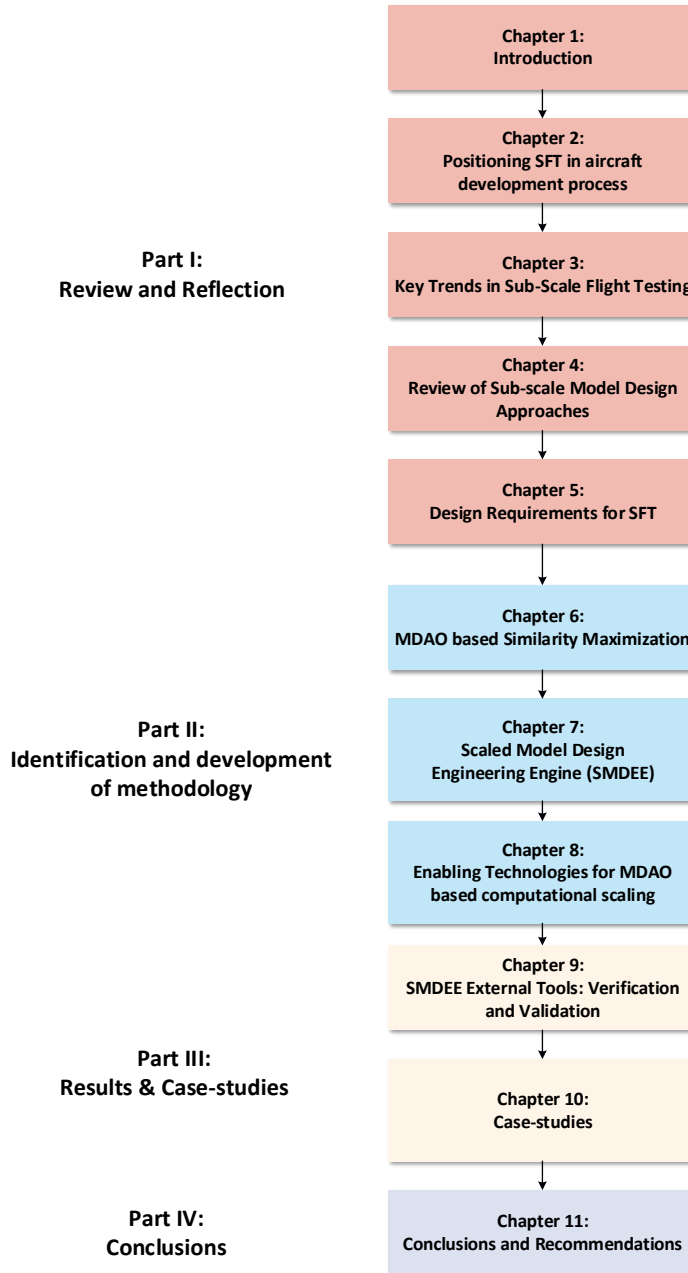 Chapter 1:
Introduction
Chapter 2:
Positioning SFT in aircraft
development process
Part I:
Review and Reflection
Chapter 3:
Key Trends in Sub-Scale Flight Testing
Chapter 4:
Review of Sub-scale Model Design
Approaches
Chapter 5:
Design Requirements for SFT
Chapter 6:
MDAO based Similarity Maximization
Part II:
Identification and development
of methodology
Chapter 7:
Scaled Model Design
Engineering Engine (SMDEE)
Chapter 8:
Enabling Technologies for MDAO
based computational scaling
Chapter 9:
SMDEE External Tools: Verification
and Validation
Part III:
Results & Case-studies
Chapter 10:
Case-studies
Part IV:
Conclusions
Chapter 11:
Conclusions and Recommendations